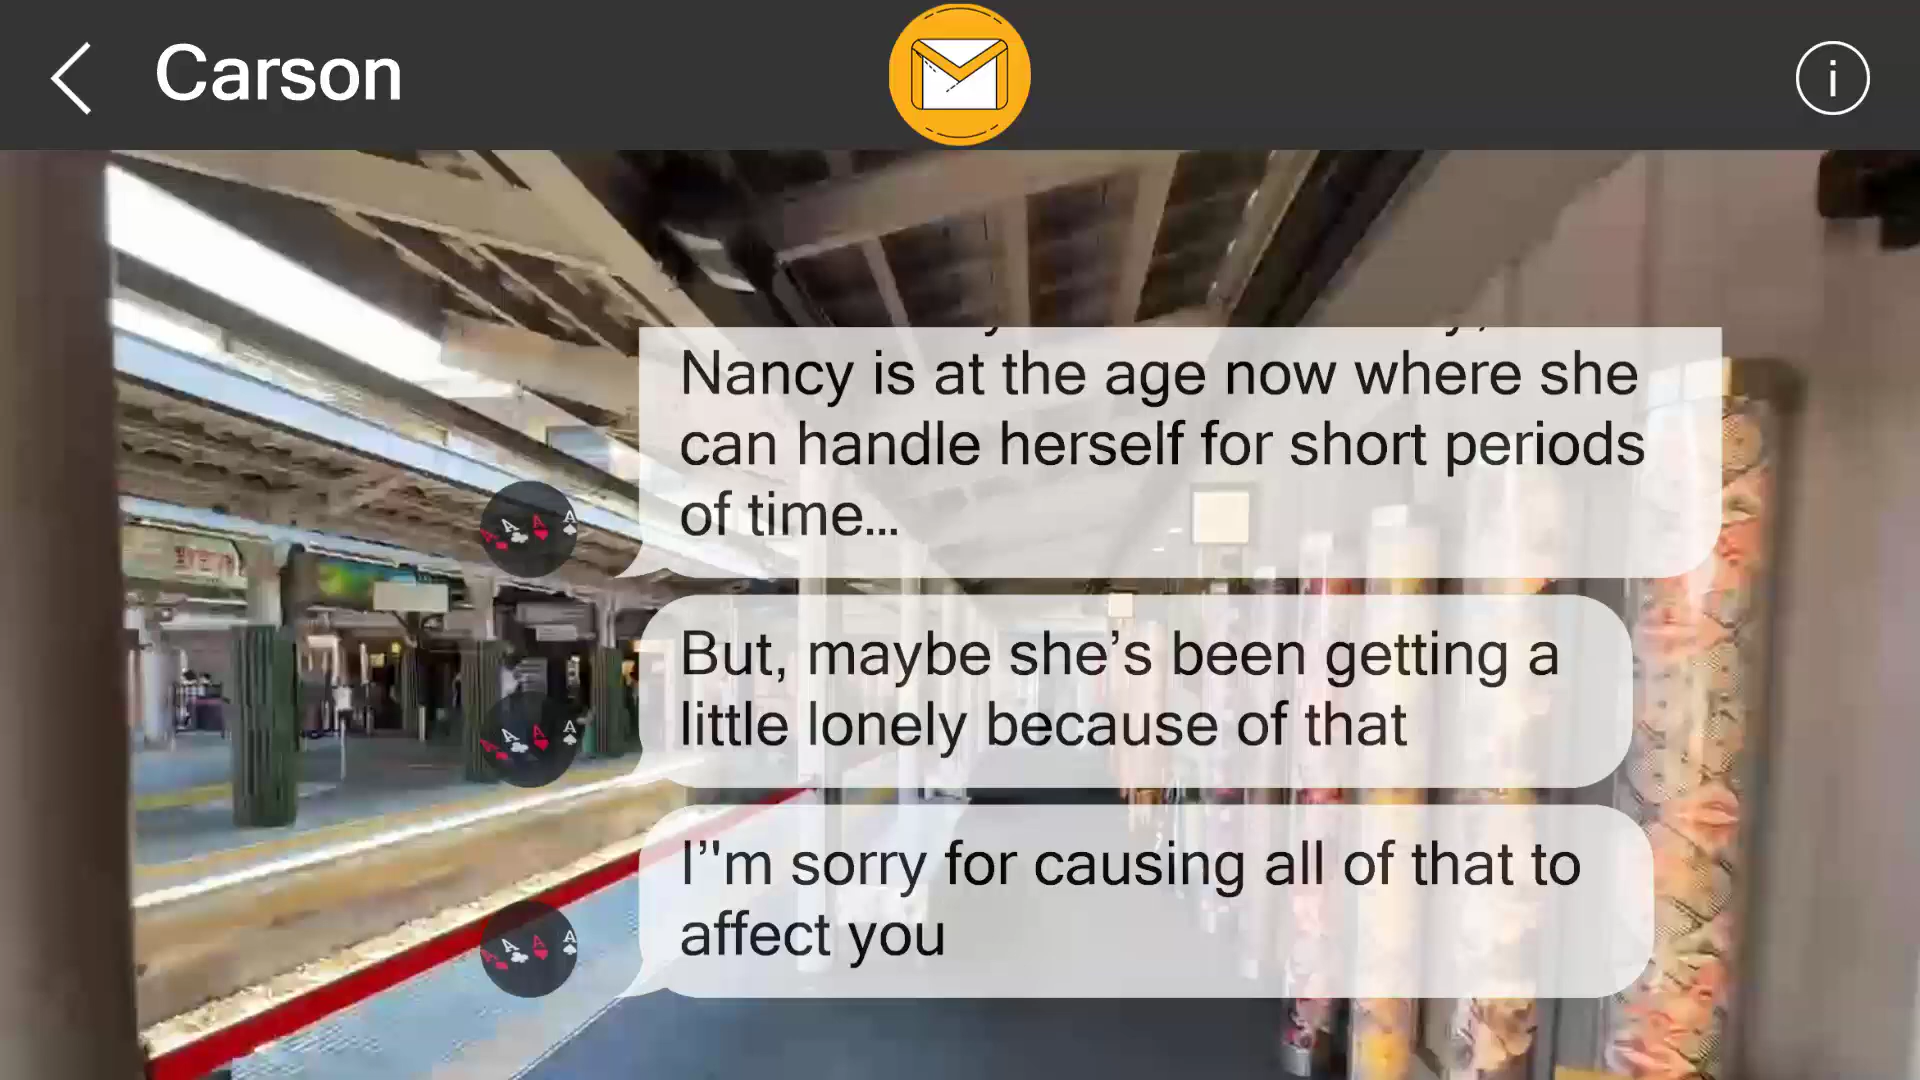 Carson
i
Nancy is at the age now where she
can handle herself for short periods
of time...
A A A A
But, maybe she’s been getting a
little lonely because of that
A A A A
I’"m sorry for causing all of that to
affect you
A A A A